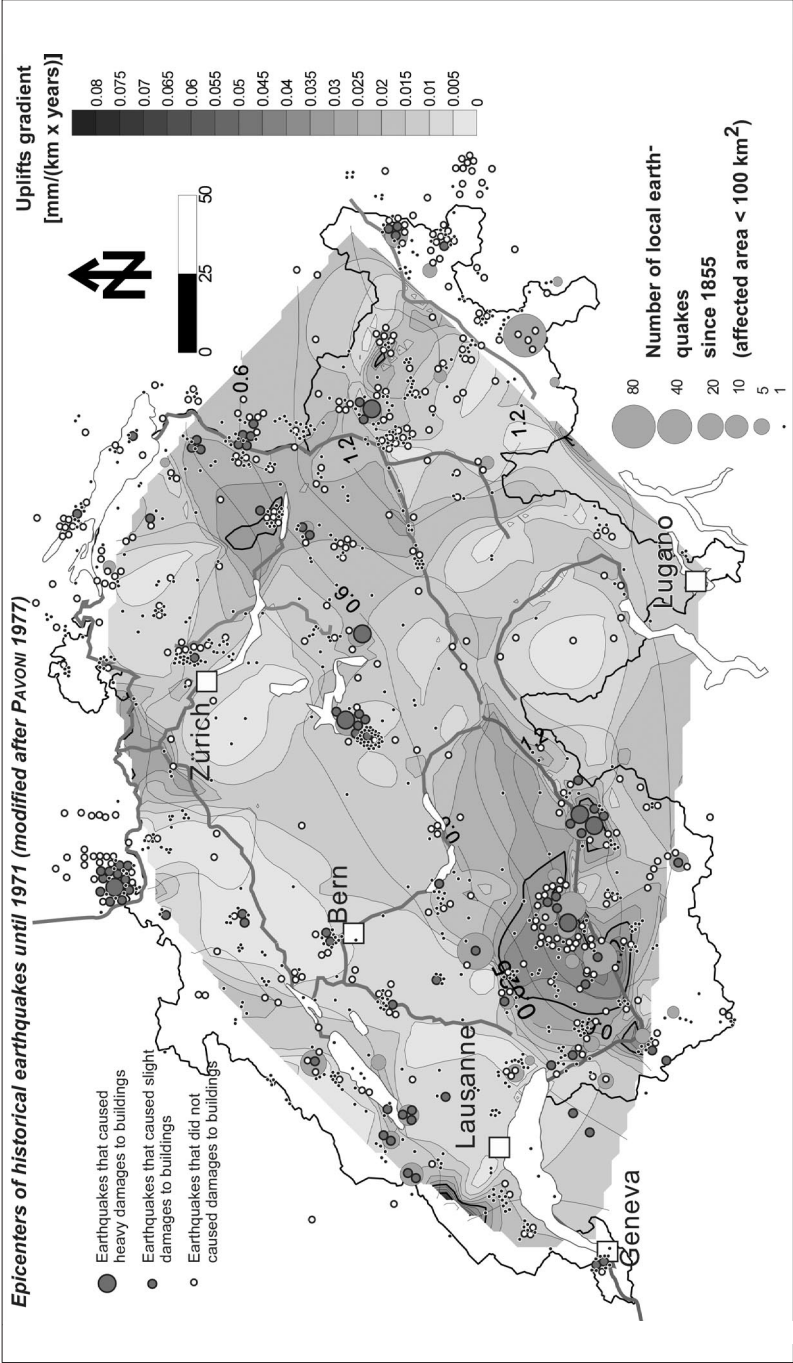 Epicenters of historical earthquakes until 1971 (modified after PAVONI 1977)
Earthquakes that caused
heavy damages to buildings
Earthquakes that caused slight
damages to buildings
Earthquakes that did not
caused damages to buildings
Uplifts gradient
[mm/(km x years)]
0.08
0.075
0.07
0.065
0.06
0.055
0.05
0.045
0.04
0.035
0.03
0.025
0.02
0.015
0.01
0.005
0
N
0
25
50
Zürich
Bern
Lausanne
Geneva
Lugano
0.6
0.6
1.2
1.2
1.2
Number of local earth-
quakes
since 1855
(affected area < 100 km²)
80
40
20
10
5
1